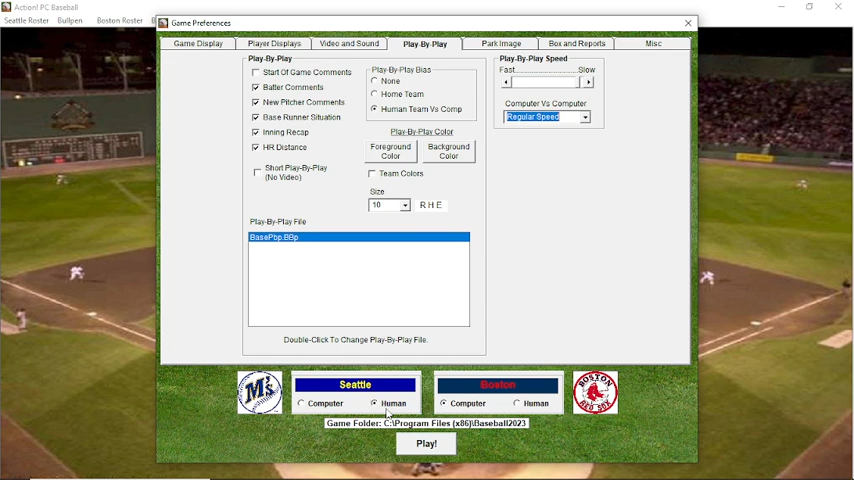 Action! PC Baseball
Seattle Roster Bullpen Boston Roster B
Game Preferences
Game Display Player Displays Video and Sound Play-By-Play Park Image Box and Reports Misc
Play-By-Play
Start Of Game Comments
Batter Comments
New Pitcher Comments
Base Runner Situation
Inning Recap
HR Distance
Short Play-By-Play
(No Video)
Play-By-Play Bias
None
Home Team
Human Team Vs Comp
Play-By-Play Color
Foreground
Color
Background
Color
Team Colors
Size
10 R H E
Play-By-Play File
BasePbp.BBp
Double-Click To Change Play-By-Play File.
Play-By-Play Speed
Fast Slow
Computer Vs Computer
Regular Speed
M's
Seattle
Computer Human
Boston
Computer Human
BOSTON
RED SOX
Game Folder: C:\Program Files (x86)\Baseball2023
Play!